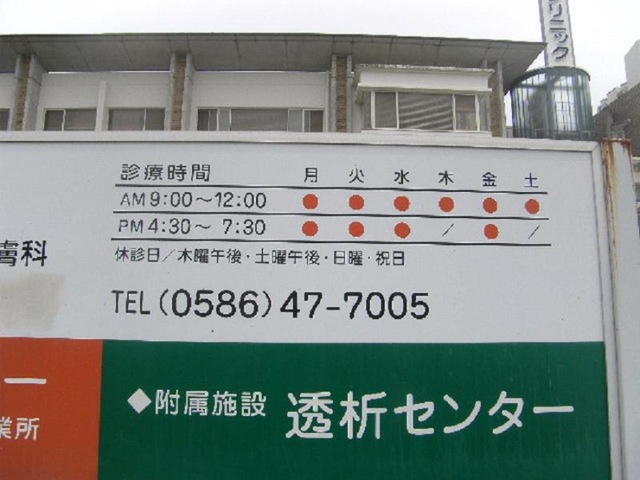 リニック
診療時間 月 火 水 木 金 土
AM 9:00～12:00 ● ● ● ● ● ●
PM 4:30～ 7:30 ● ● ● / ● /
休診日/木曜午後・土曜午後・日曜・祝日
膚科
TEL(0586)47-7005
ー
業所
◆附属施設 透析センター